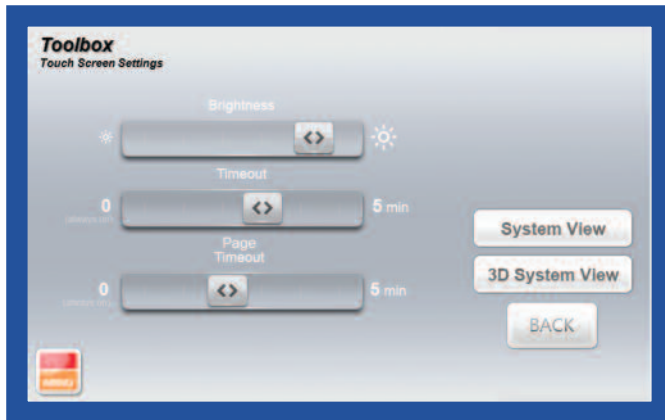 Toolbox
Touch Screen Settings
Brightness
Timeout
0
5 min
Page
Timeout
0
5 min
System View
3D System View
BACK